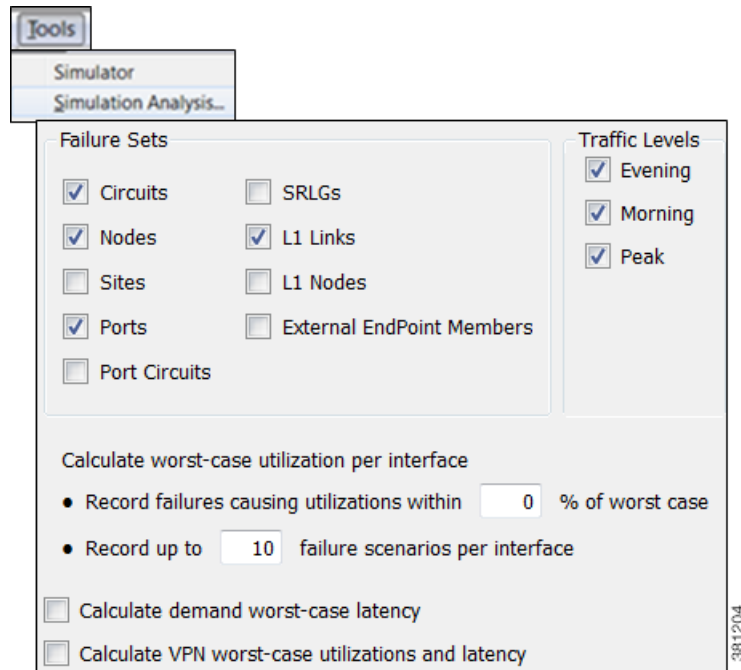 Tools
Simulator
Simulation Analysis...
Failure Sets
Circuits
SRLGs
Nodes
L1 Links
Sites
L1 Nodes
Ports
External EndPoint Members
Port Circuits
Traffic Levels
Evening
Morning
Peak
Calculate worst-case utilization per interface
• Record failures causing utilizations within 0 % of worst case
• Record up to 10 failure scenarios per interface
Calculate demand worst-case latency
Calculate VPN worst-case utilizations and latency
381204